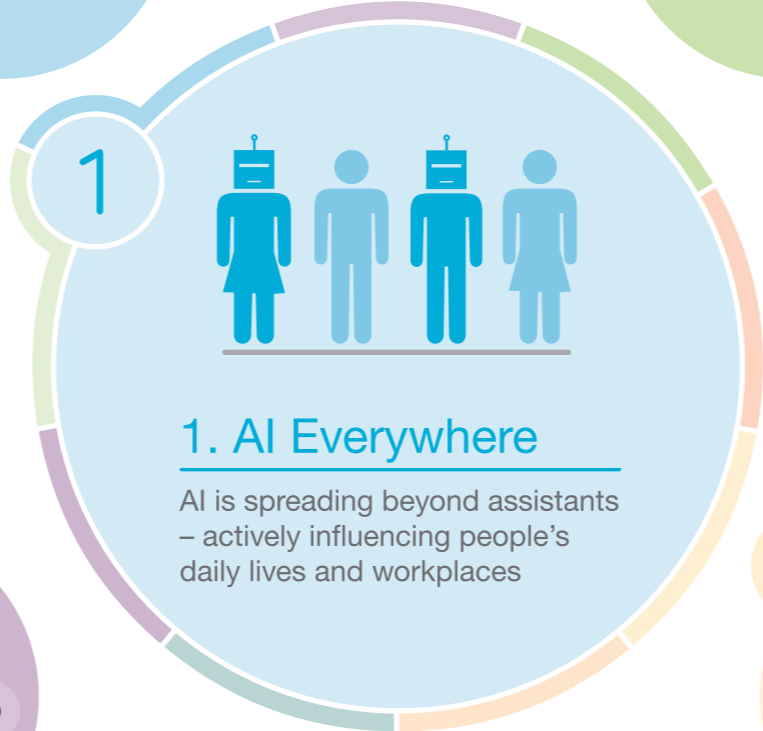 1
1. AI Everywhere
AI is spreading beyond assistants
– actively influencing people’s
daily lives and workplaces